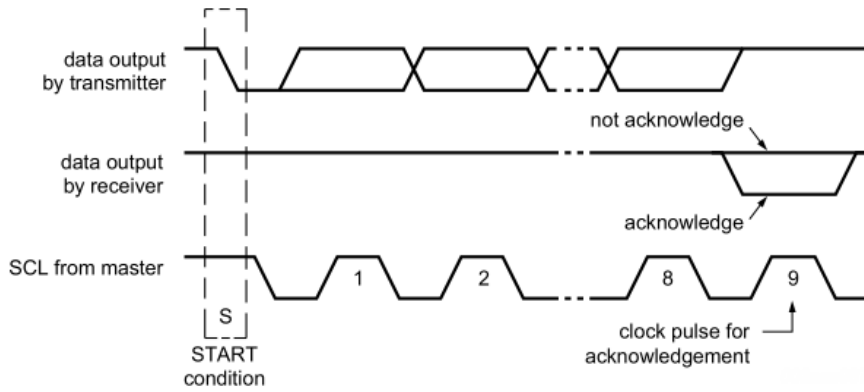 data output
by transmitter
not acknowledge
data output
by receiver
acknowledge
SCL from master
1
2
8
9
S
START
condition
clock pulse for
acknowledgement